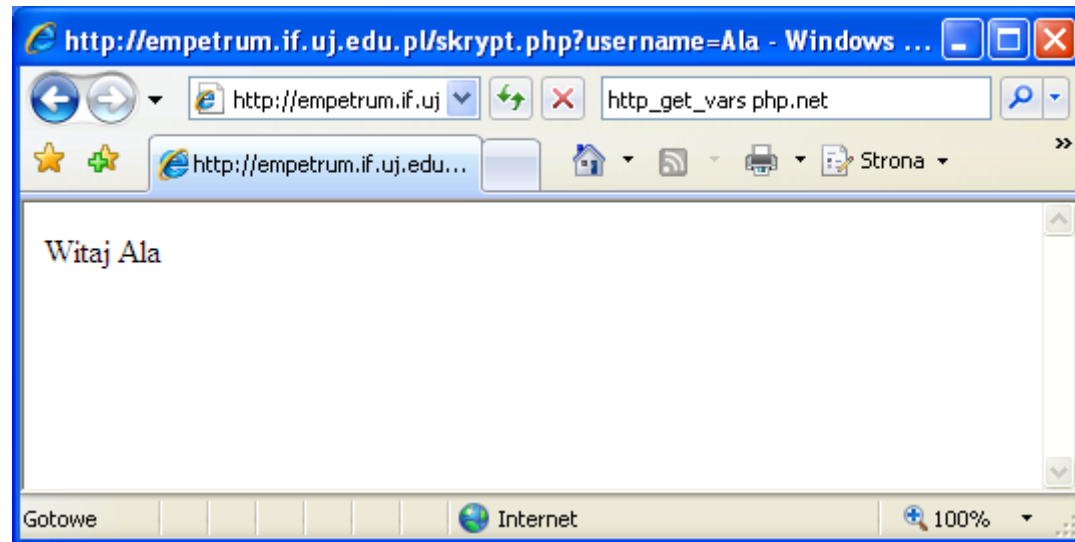 http://empetrum.if.uj.edu.pl/skrypt.php?username=Ala - Windows ...
http://empetrum.if.uj http_get_vars php.net
http://empetrum.if.uj.edu... Strona »
Witaj Ala
Gotowe Internet 100%